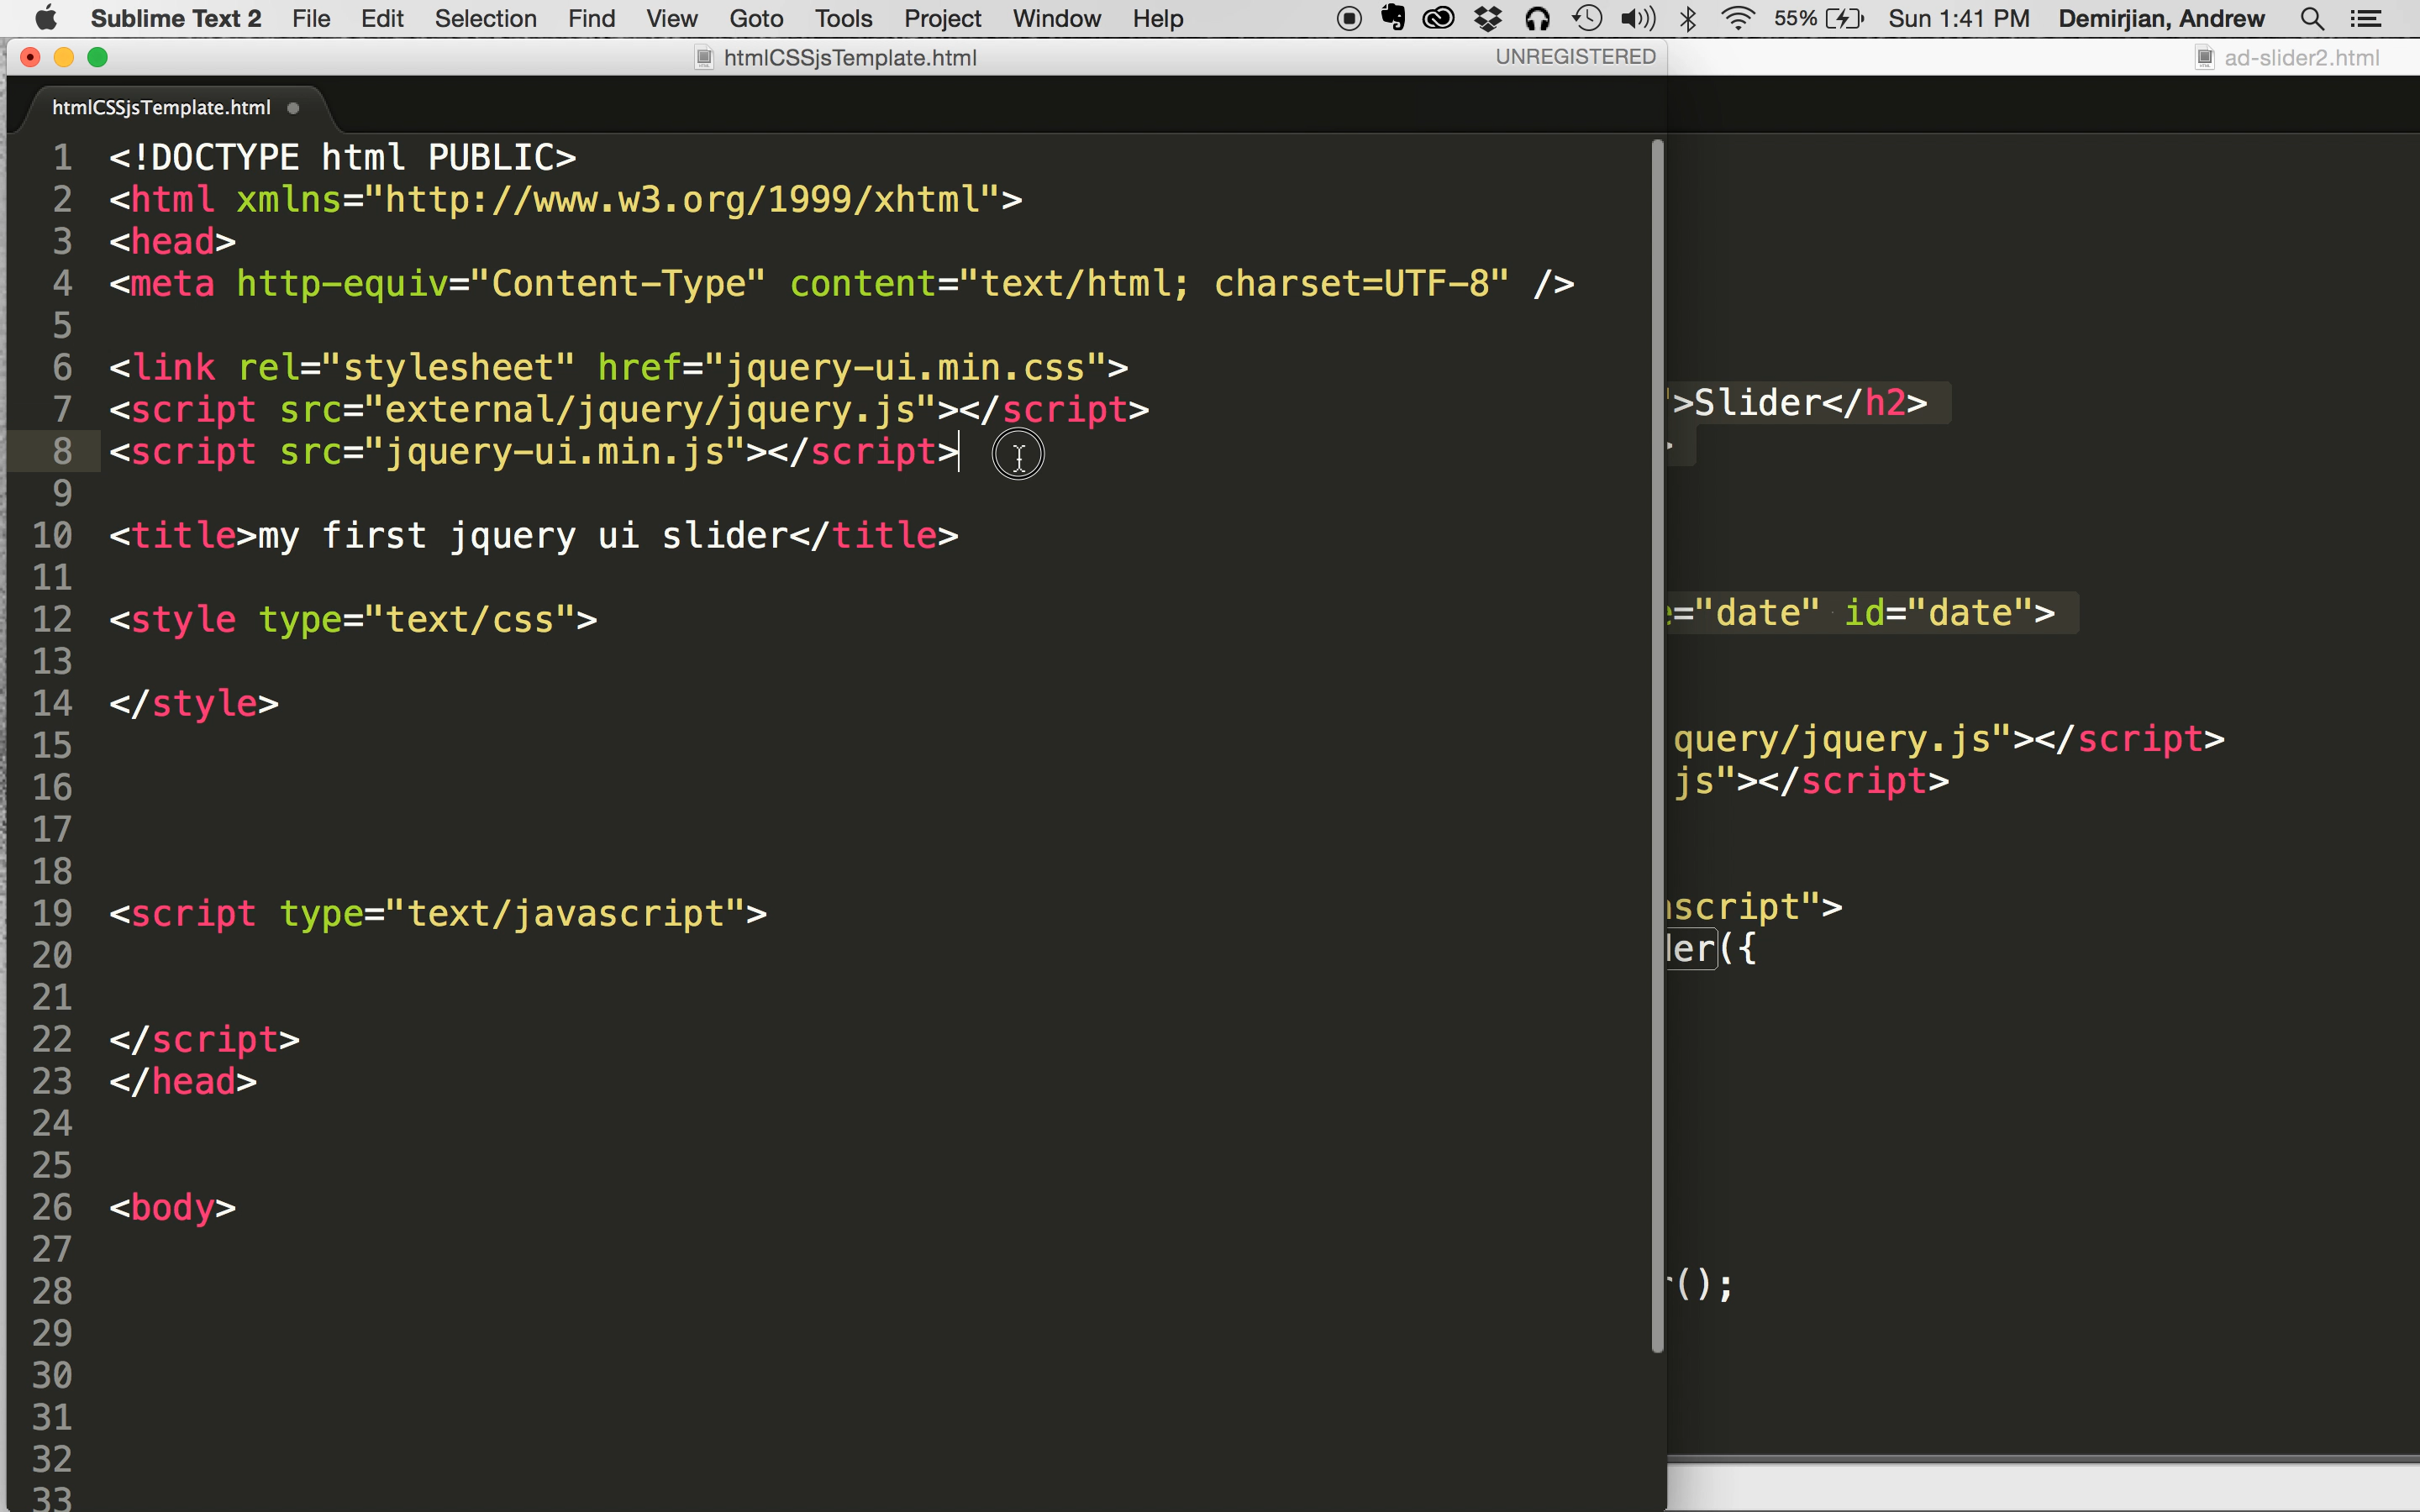 Sublime Text 2 File Edit Selection Find View Goto Tools Project Window Help 55% Sun 1:41 PM Demirjian, Andrew
htmlCSSjsTemplate.html UNREGISTERED
ad-slider2.html
htmlCSSjsTemplate.html
1 <!DOCTYPE html PUBLIC>
2 <html xmlns="http://www.w3.org/1999/xhtml">
3 <head>
4 <meta http-equiv="Content-Type" content="text/html; charset=UTF-8" />
5
6 <link rel="stylesheet" href="jquery-ui.min.css">
7 <script src="external/jquery/jquery.js"></script>
8 <script src="jquery-ui.min.js"></script>
9
10 <title>my first jquery ui slider</title>
11
12 <style type="text/css">
13
14 </style>
15
16
17
18
19 <script type="text/javascript">
20
21
22 </script>
23 </head>
24
25
26 <body>
27
28
29
30
31
32
33
>Slider</h2>
="date" id="date">
query/jquery.js"></script>
js"></script>
script">
er({
();